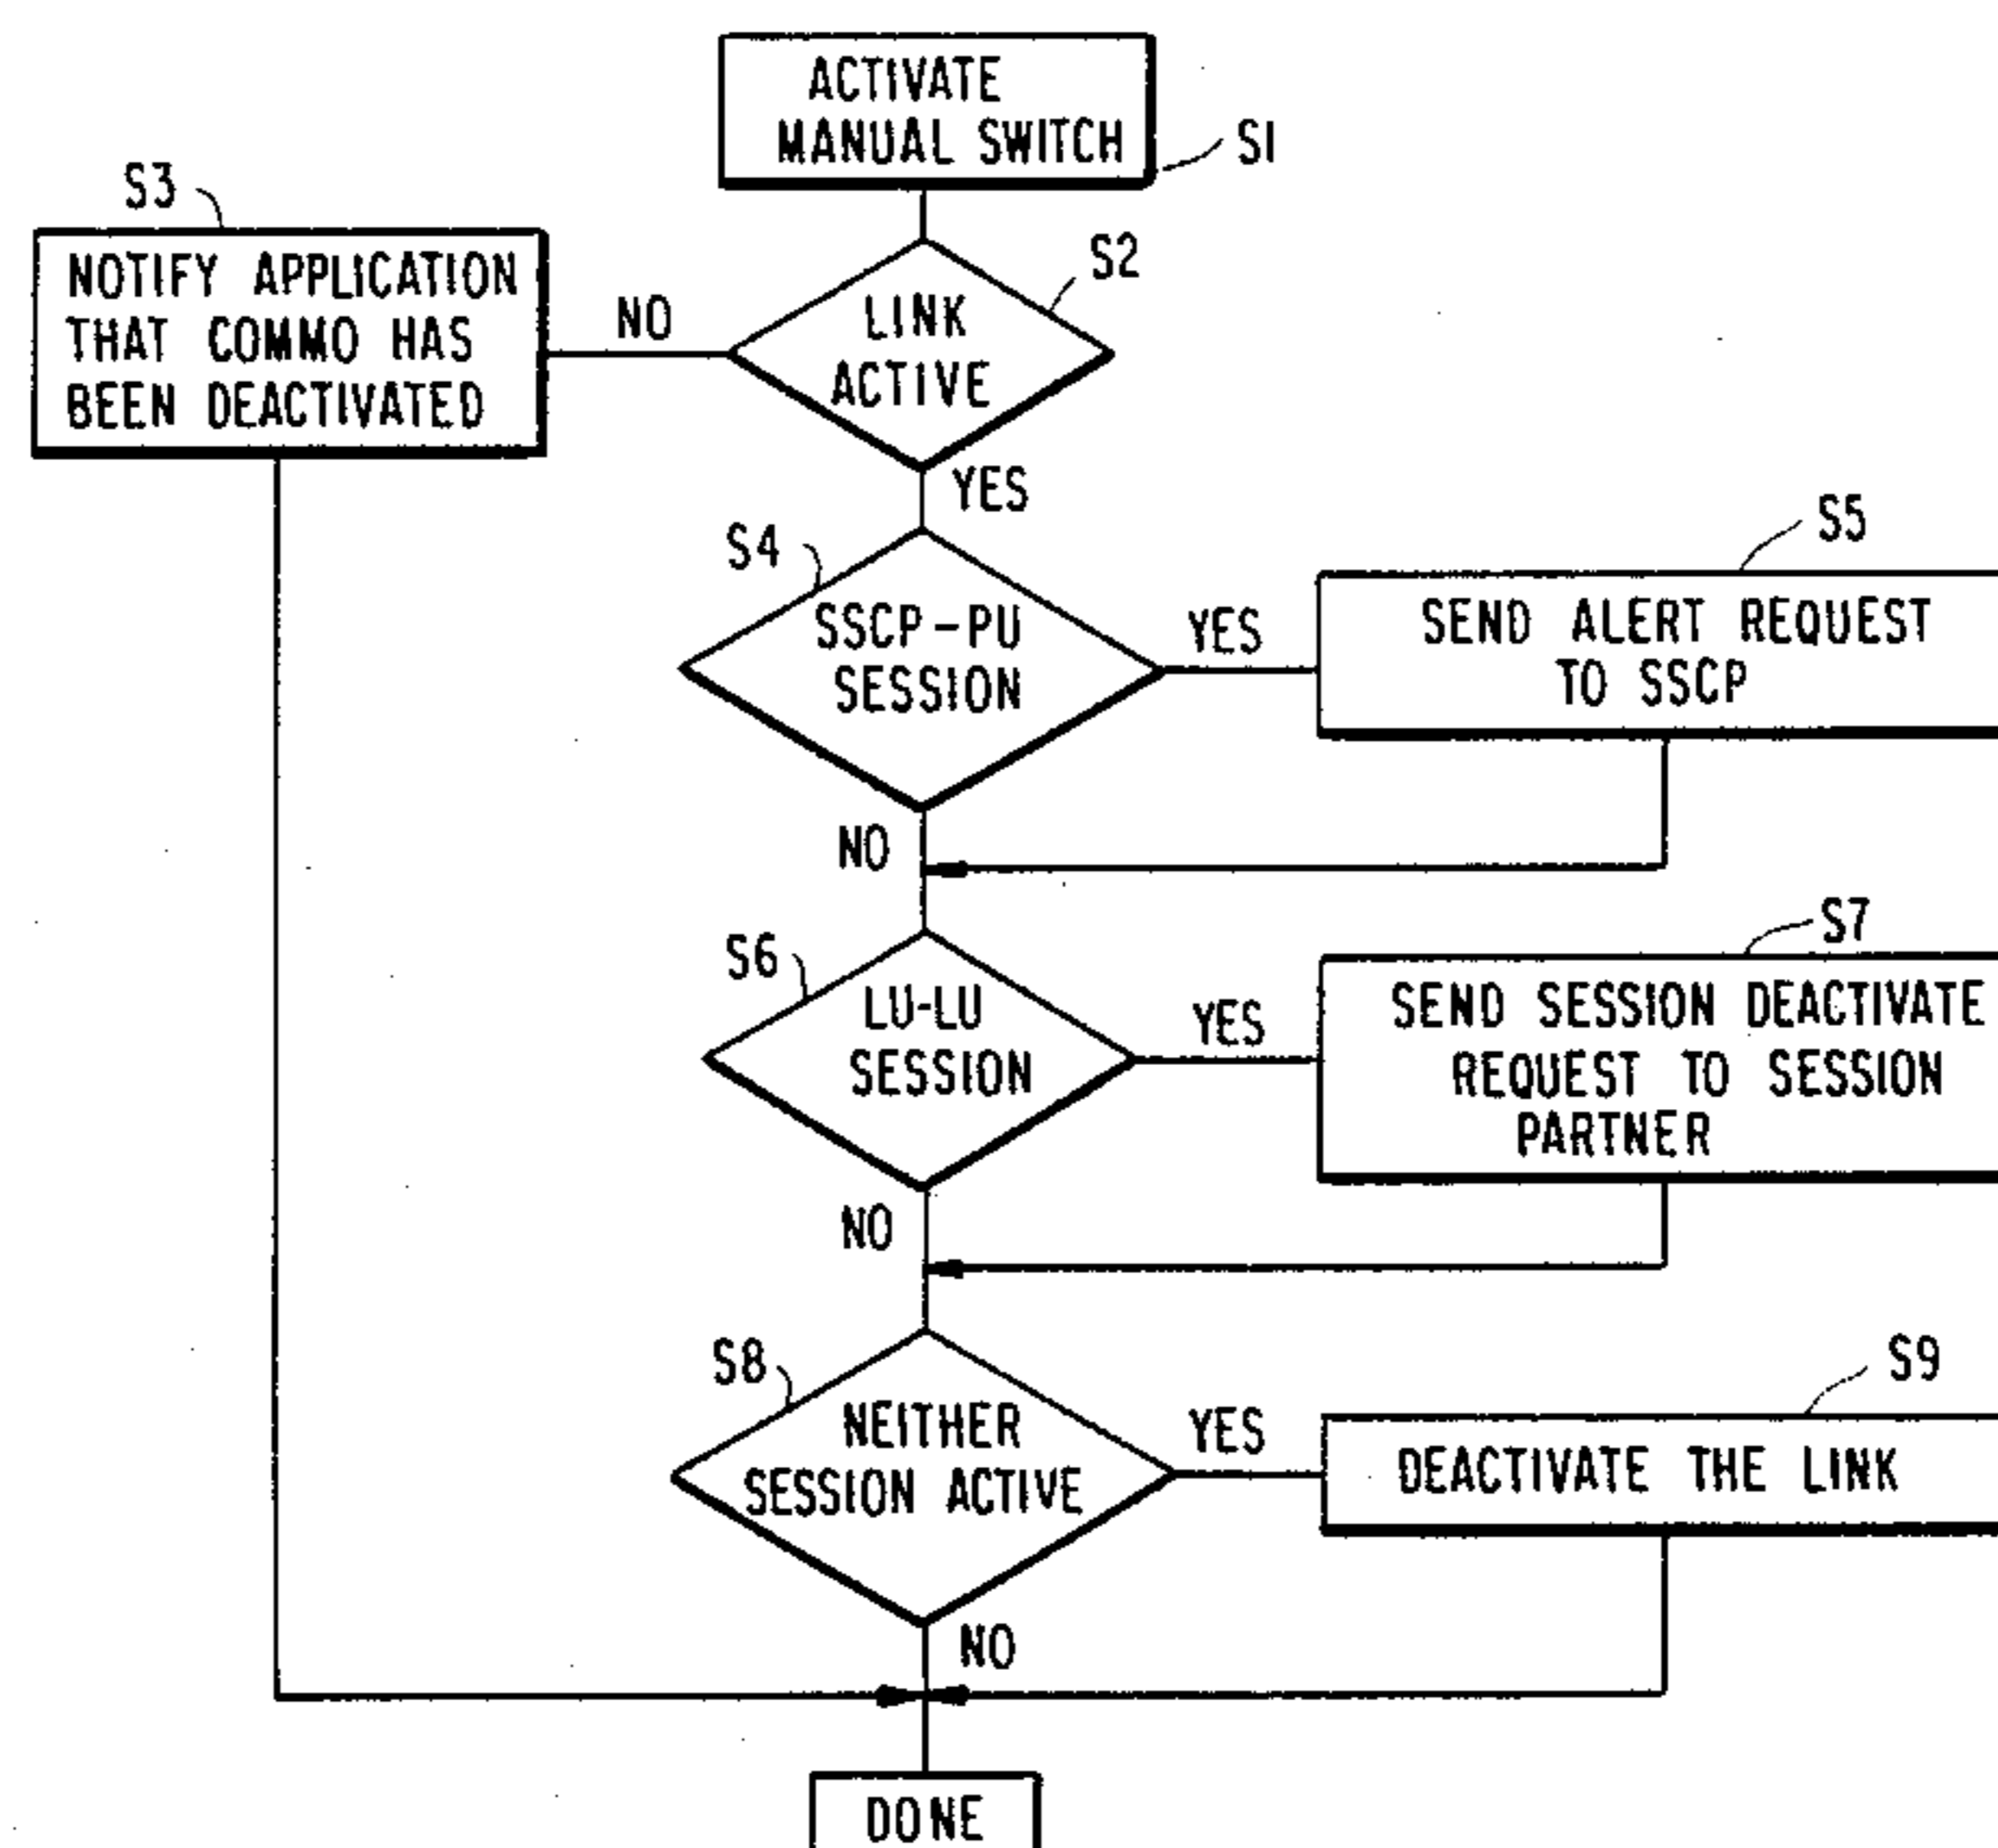 ACTIVATE
MANUAL SWITCH
S1
S3
NOTIFY APPLICATION
THAT COMMO HAS
BEEN DEACTIVATED
NO
S2
LINK
ACTIVE
YES
S4
SSCP-PU
SESSION
YES
S5
SEND ALERT REQUEST
TO SSCP
NO
S6
LU-LU
SESSION
YES
S7
SEND SESSION DEACTIVATE
REQUEST TO SESSION
PARTNER
NO
S8
NEITHER
SESSION ACTIVE
YES
S9
DEACTIVATE THE LINK
NO
DONE